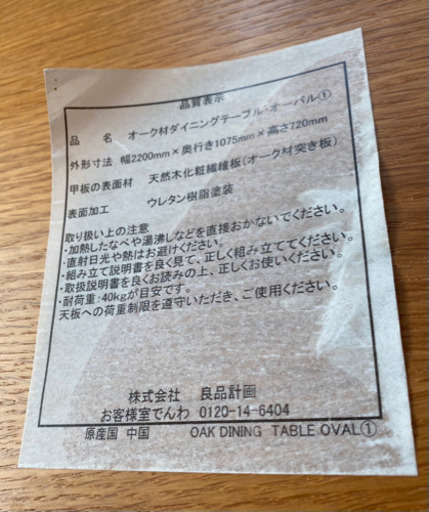 品質表示
品 名 オーク材ダイニングテーブル・オーバル①
外形寸法 幅2200mm×奥行き1075mm×高さ720mm
甲板の表面材 天然木化粧繊維板(オーク材突き板)
表面加工 ウレタン樹脂塗装
取り扱い上の注意
・加熱したなべや湯沸しなどを直接おかないでください。
・直射日光や熱はお避けください。
・組み立て説明書を良く見て、正しく組み立ててください。
・取扱説明書を良くお読みの上、正しくお使いください。
・耐荷重:40kgが目安です。
天板への荷重制限を遵守いただき、ご使用ください。
株式会社 良品計画
お客様室でんわ 0120-14-6404
原産国 中国 OAK DINING TABLE OVAL①